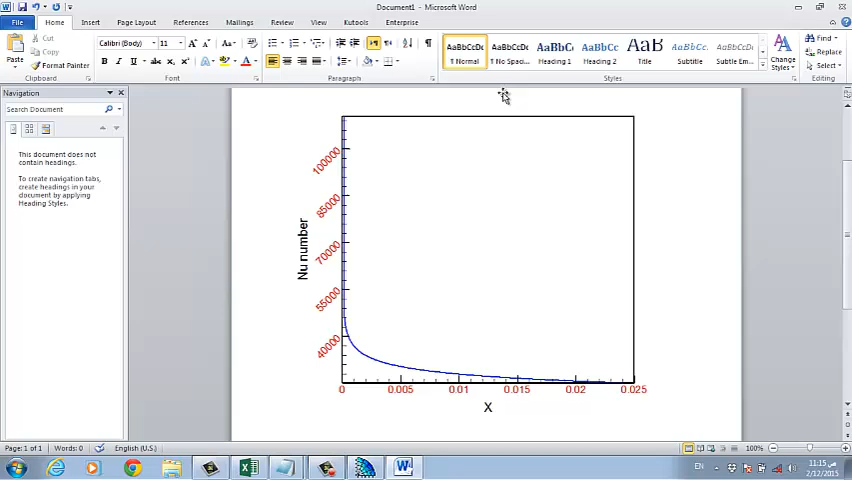 Document1 - Microsoft Word
File Home Insert Page Layout References Mailings Review View Kutools Enterprise
Cut
Copy
Paste
Format Painter
Calibri (Body) 11
AaBbCcDc AaBbCcDc AaBbC AaBbCc AaB AaBbCc. AaBbCcDc
¶ Normal ¶ No Spaci... Heading 1 Heading 2 Title Subtitle Subtle Em...
Change Styles
Find
Replace
Select
Clipboard Font Paragraph Styles Editing
Navigation
Search Document
This document does not
contain headings.
To create navigation tabs,
create headings in your
document by applying
Heading Styles.
Nu number
100000
85000
70000
55000
40000
0 0.005 0.01 0.015 0.02 0.025
X
Page: 1 of 1 Words: 0 English (U.S.) 100%
EN
11:15 ص
2/12/2015